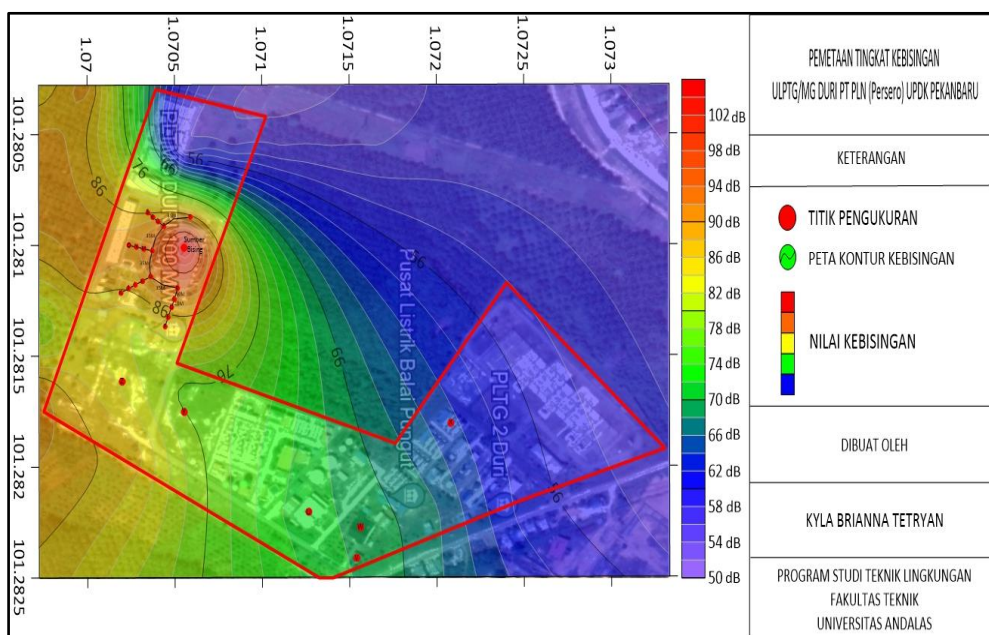 1.07
1.0705
1.071
1.0715
1.072
1.0725
1.073
101.2805
101.281
101.2815
101.282
101.2825
56
66
76
86
Sumber
Bising
98
76
66
56
56
Pusat Listrik Balai Pungut
PLTG 2 Duri
102 dB
98 dB
94 dB
90 dB
86 dB
82 dB
78 dB
74 dB
70 dB
66 dB
62 dB
58 dB
54 dB
50 dB
PEMETAAN TINGKAT KEBISINGAN
ULPTG/MG DURI PT PLN (Persero) UPDK PEKANBARU
KETERANGAN
TITIK PENGUKURAN
PETA KONTUR KEBISINGAN
NILAI KEBISINGAN
DIBUAT OLEH
KYLA BRIANNA TETRYAN
PROGRAM STUDI TEKNIK LINGKUNGAN
FAKULTAS TEKNIK
UNIVERSITAS ANDALAS